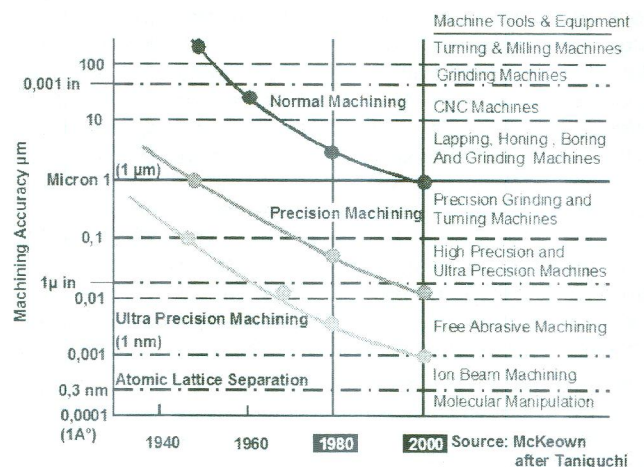 Machine Tools & Equipment
Turning & Milling Machines
100
Grinding Machines
0,001 in
Normal Machining
CNC Machines
10
Lapping, Honing , Boring
And Grinding Machines
Micron 1
(1 µm)
Precision Machining
Precision Grinding and
Turning Machines
0,1
High Precision and
Ultra Precision Machines
1µ in
0,01
Ultra Precision Machining
(1 nm)
Free Abrasive Machining
0,001
Ion Beam Machining
Atomic Lattice Separation
0,3 nm
Molecular Manipulation
0,0001
(1A°)
Machining Accuracy µm
1940
1960
1980
2000
Source: McKeown
after Taniguchi